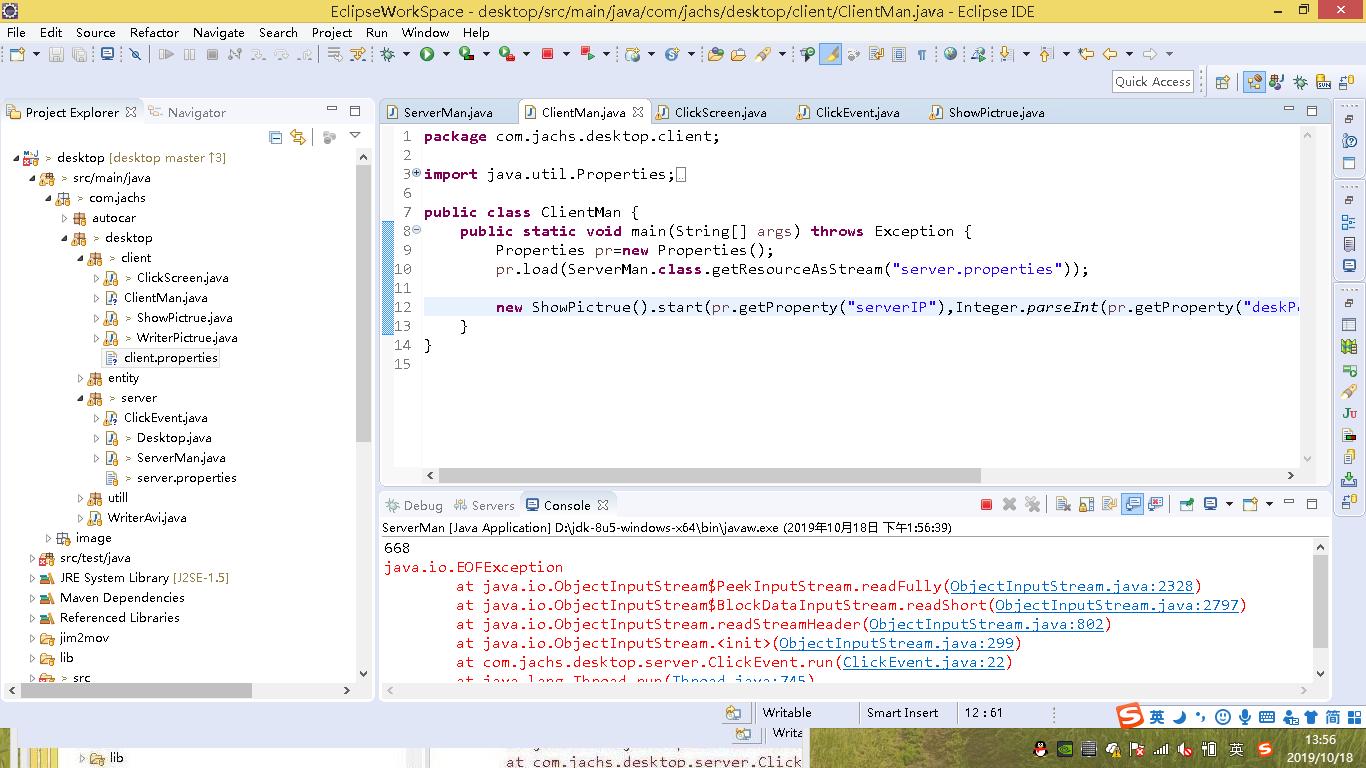 EclipseWorkSpace - desktop/src/main/java/com/jachs/desktop/client/ClientMan.java - Eclipse IDE
File Edit Source Refactor Navigate Search Project Run Window Help
Quick Access
Project Explorer Navigator
> desktop [desktop master ↑3]
> src/main/java
> com.jachs
autocar
> desktop
> client
> ClickScreen.java
ClientMan.java
> ShowPictrue.java
> WriterPictrue.java
client.properties
entity
> server
ClickEvent.java
> Desktop.java
> ServerMan.java
> server.properties
utill
WriterAvi.java
image
src/test/java
JRE System Library [J2SE-1.5]
Maven Dependencies
Referenced Libraries
jim2mov
lib
> src
ServerMan.java ClientMan.java ClickScreen.java ClickEvent.java ShowPictrue.java
1 package com.jachs.desktop.client;
2
3 import java.util.Properties;
6
7 public class ClientMan {
8 public static void main(String[] args) throws Exception {
9 Properties pr=new Properties();
10 pr.load(ServerMan.class.getResourceAsStream("server.properties"));
11
12 new ShowPictrue().start(pr.getProperty("serverIP"),Integer.parseInt(pr.getProperty("deskP
13 }
14 }
15
Debug Servers Console
ServerMan [Java Application] D:\jdk-8u5-windows-x64\bin\javaw.exe (2019年10月18日 下午1:56:39)
668
java.io.EOFException
at java.io.ObjectInputStream$PeekInputStream.readFully(ObjectInputStream.java:2328)
at java.io.ObjectInputStream$BlockDataInputStream.readShort(ObjectInputStream.java:2797)
at java.io.ObjectInputStream.readStreamHeader(ObjectInputStream.java:802)
at java.io.ObjectInputStream.<init>(ObjectInputStream.java:299)
at com.jachs.desktop.server.ClickEvent.run(ClickEvent.java:22)
at java.lang.Thread.run(Thread.java:745)
Writable Smart Insert 12:61
英 简
Writa
lib
at com.jachs.desktop.server.Click
英
13:56
2019/10/18